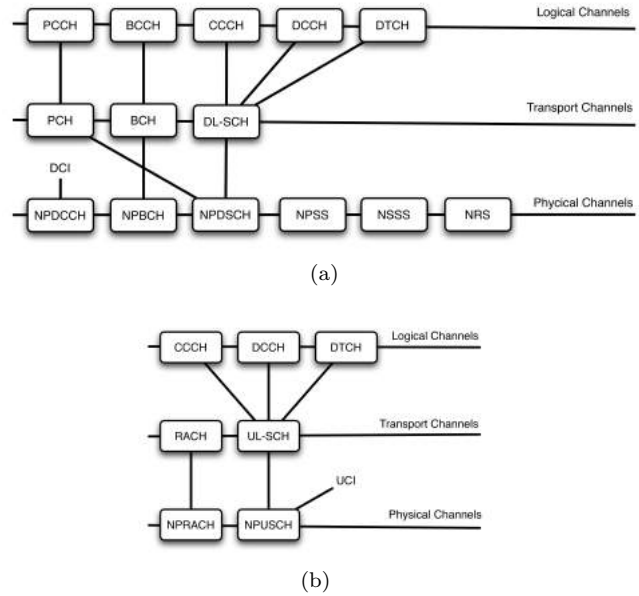 PCCH BCCH CCCH DCCH DTCH Logical Channels
PCH BCH DL-SCH Transport Channels
DCI
NPDCCH NPBCH NPDSCH NPSS NSSS NRS Phycical Channels
(a)
CCCH DCCH DTCH Logical Channels
RACH UL-SCH Transport Channels
UCI
NPRACH NPUSCH Physical Channels
(b)